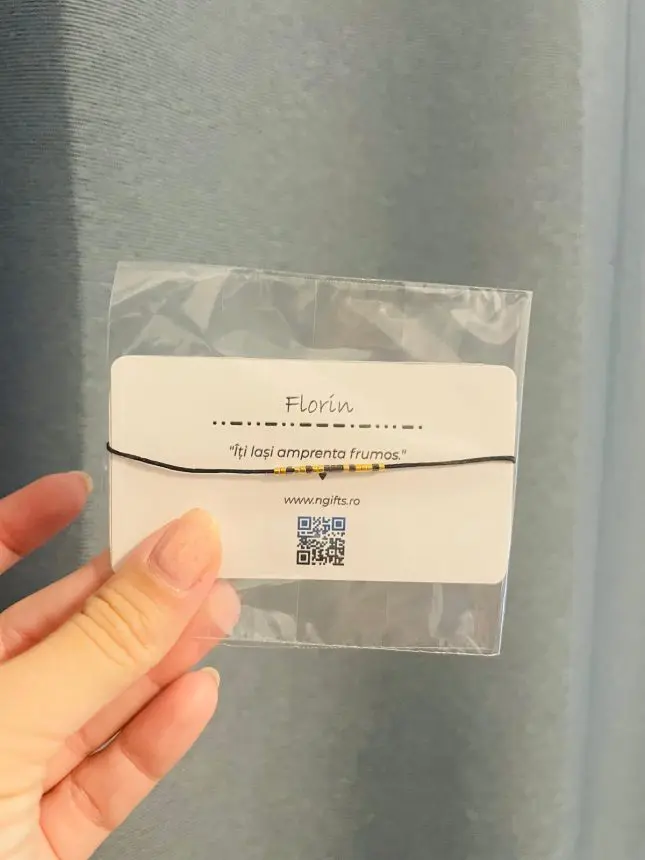 Florin
"Îți lași amprenta frumos."
www.ngifts.ro